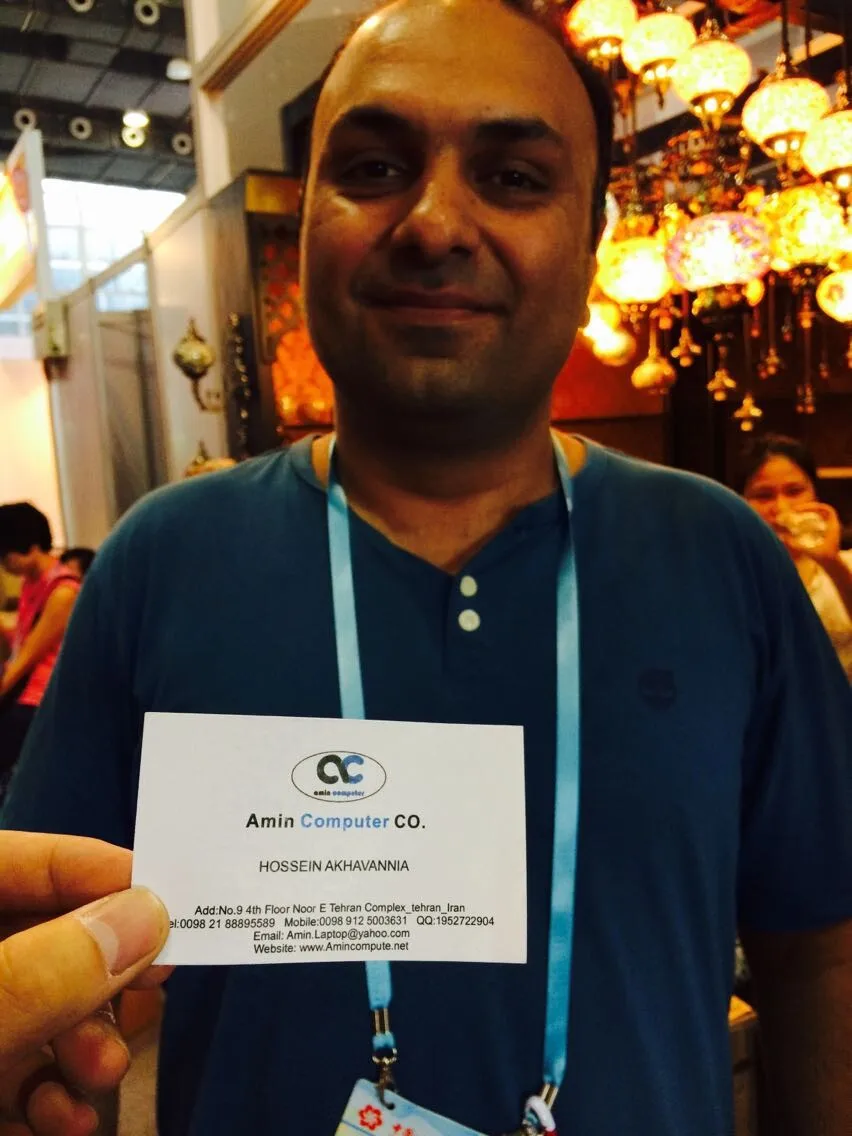 ac
amin computer
Amin Computer CO.
HOSSEIN AKHAVANNIA
Add:No.9 4th Floor Noor E Tehran Complex_tehran_Iran
el:0098 21 88895589 Mobile:0098 912 5003631 QQ:1952722904
Email: Amin.Laptop@yahoo.com
Website: www.Amincompute.net